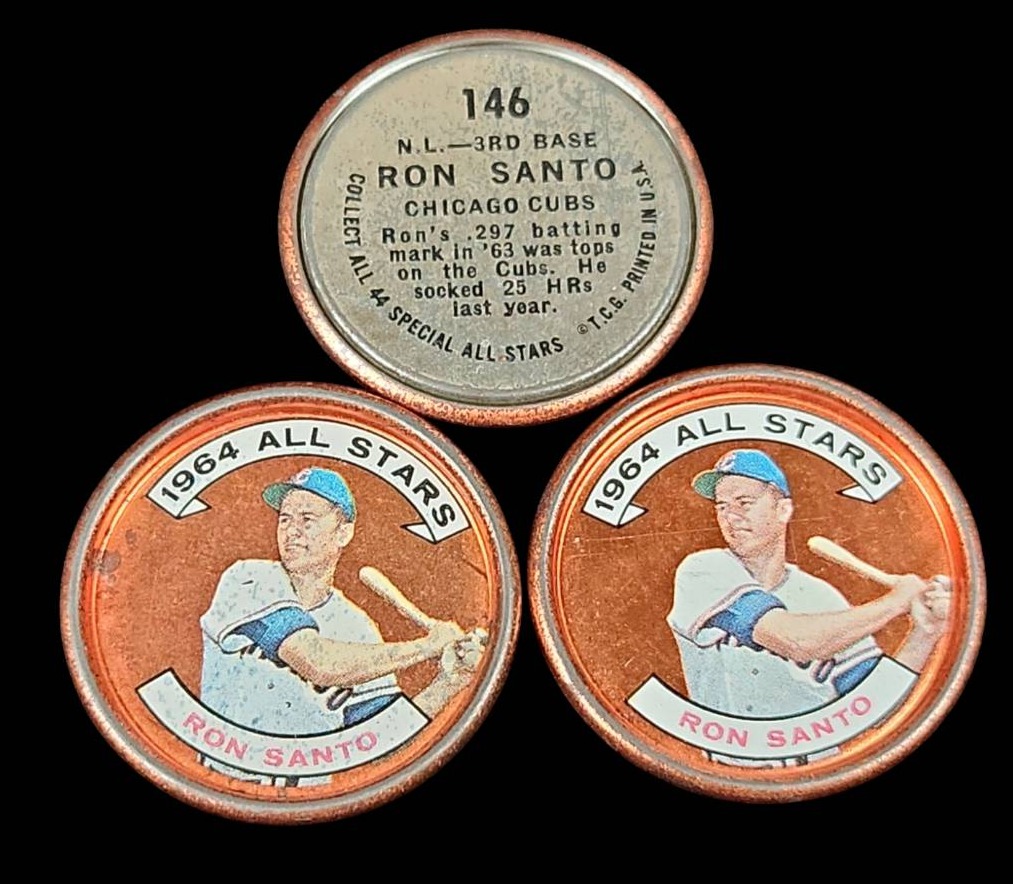 146
N.L.—3RD BASE
RON SANTO
CHICAGO CUBS
Ron's .297 batting
mark in '63 was tops
on the Cubs. He
socked 25 HRs
last year.
COLLECT ALL 44 SPECIAL ALL STARS
©T.C.G. PRINTED IN U.S.A.
1964 ALL STARS
RON SANTO
1964 ALL STARS
RON SANTO